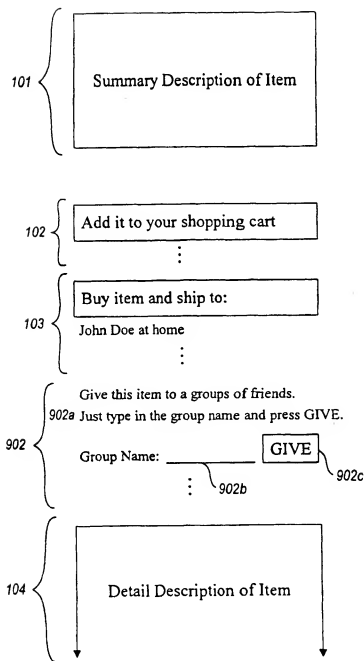 101
Summary Description of Item
102
Add it to your shopping cart
103
Buy item and ship to:
John Doe at home
902
Give this item to a groups of friends.
902a Just type in the group name and press GIVE.
Group Name: GIVE
902b
902c
104
Detail Description of Item